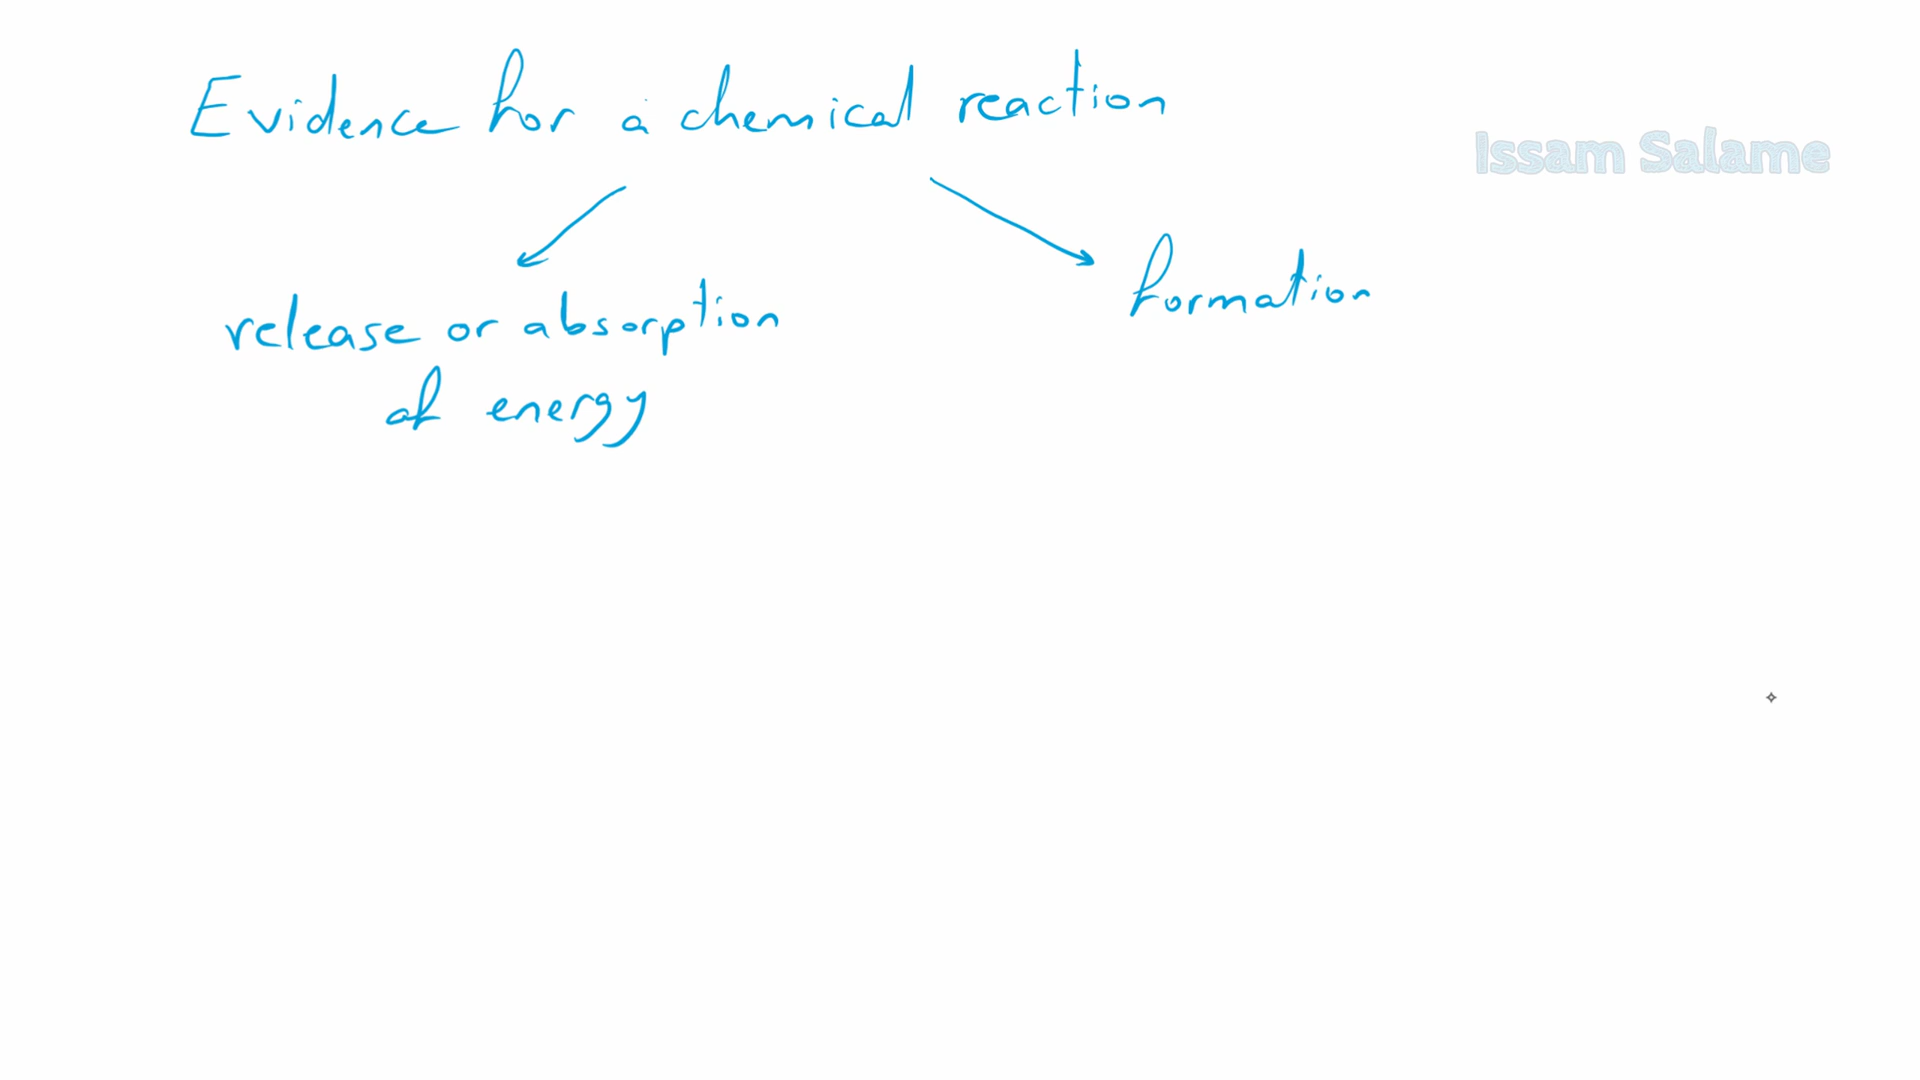 Evidence for a chemical reaction
Issam Salame
release or absorption
of energy
formation